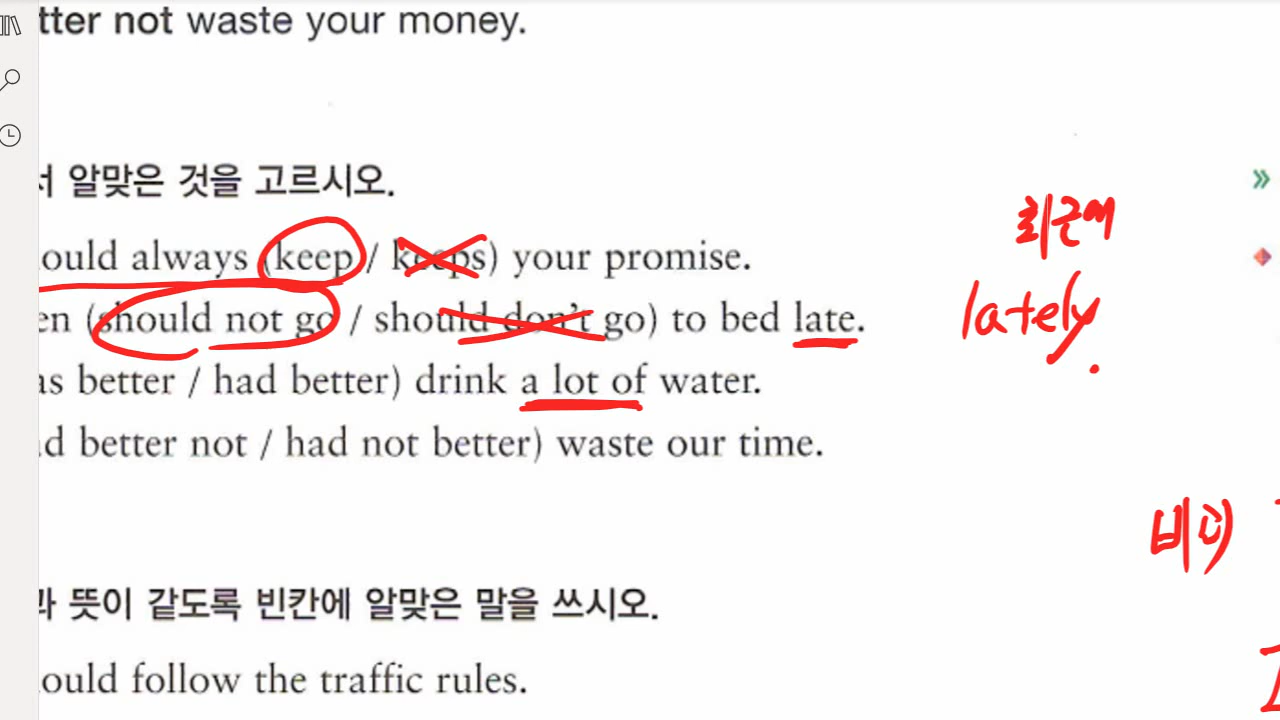 tter not waste your money.
서 알맞은 것을 고르시오.
최근에
ould always (keep / keeps) your promise.
lately.
en (should not go / should don't go) to bed late.
as better / had better) drink a lot of water.
d better not / had not better) waste our time.
비
과 뜻이 같도록 빈칸에 알맞은 말을 쓰시오.
ould follow the traffic rules.